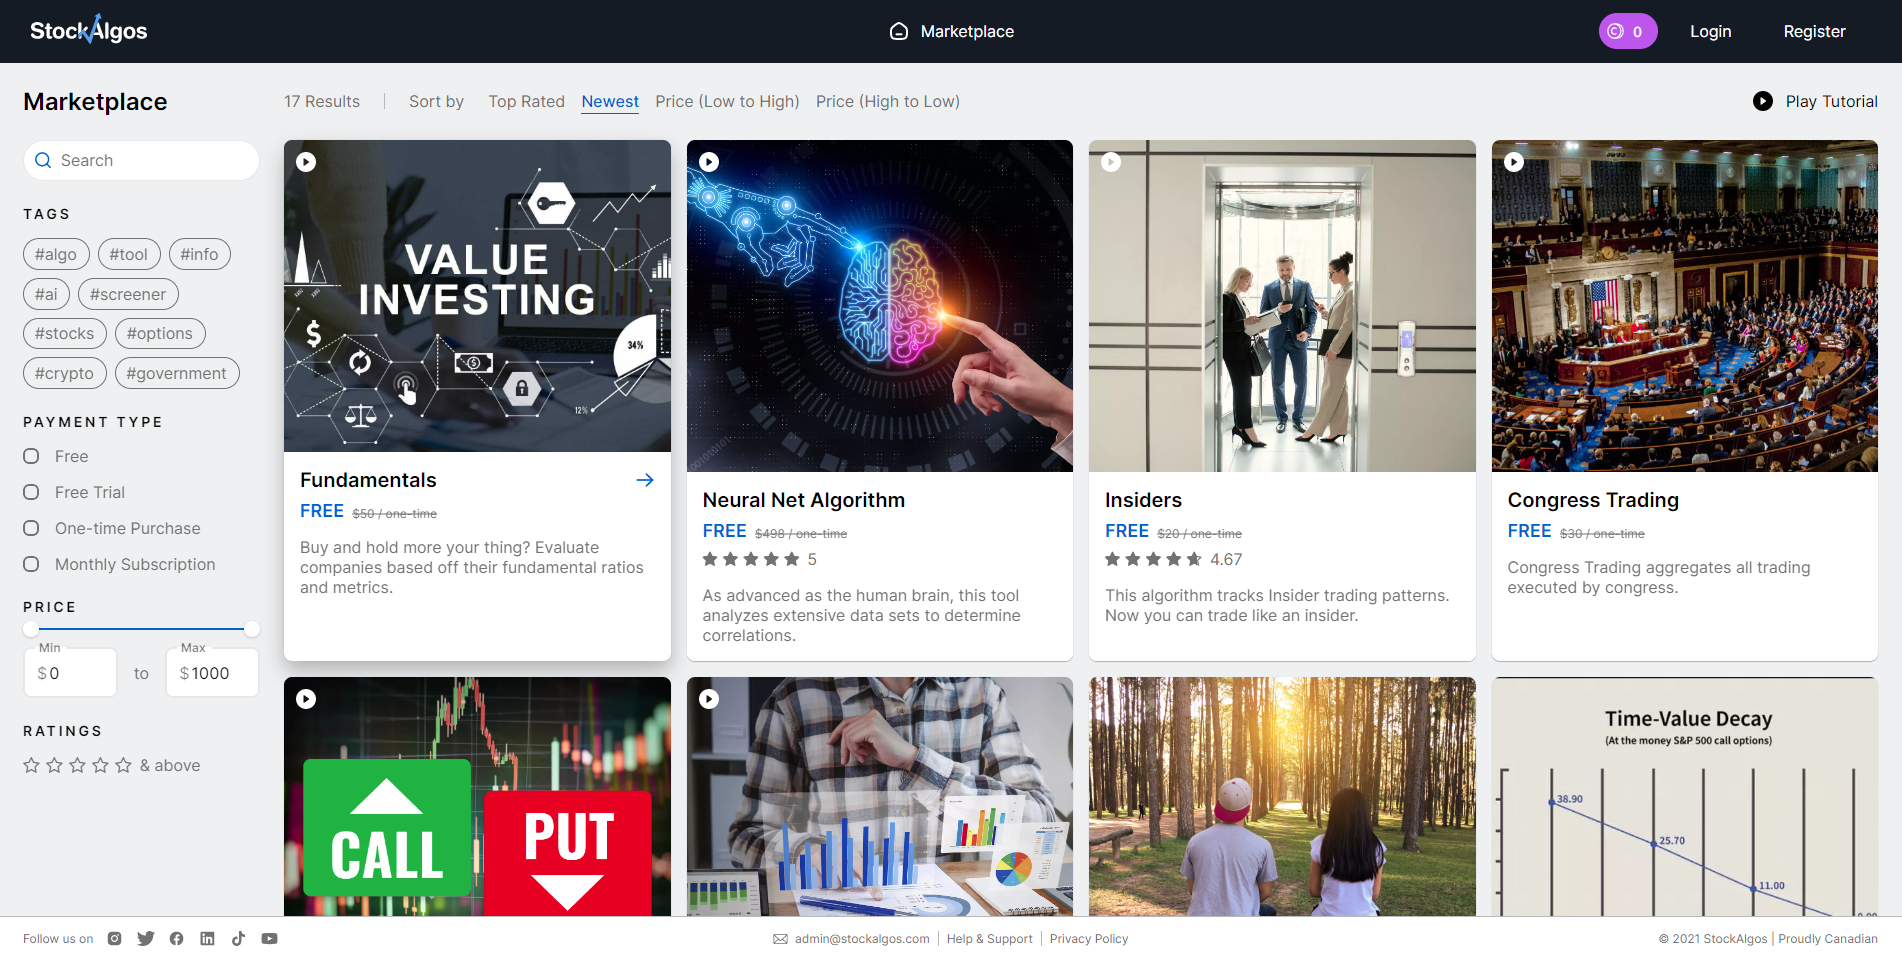 StockAlgos
Marketplace
0
Login
Register
Marketplace
17 Results
Sort by
Top Rated
Newest
Price (Low to High)
Price (High to Low)
Play Tutorial
Search
TAGS
#algo
#tool
#info
#ai
#screener
#stocks
#options
#crypto
#government
PAYMENT TYPE
Free
Free Trial
One-time Purchase
Monthly Subscription
PRICE
Min
$0
to
Max
$1000
RATINGS
& above
VALUE
INVESTING
34%
12%
Fundamentals
FREE $50 / one-time
Buy and hold more your thing? Evaluate
companies based off their fundamental ratios
and metrics.
Neural Net Algorithm
FREE $498 / one-time
5
As advanced as the human brain, this tool
analyzes extensive data sets to determine
correlations.
Insiders
FREE $20 / one-time
4.67
This algorithm tracks Insider trading patterns.
Now you can trade like an insider.
Congress Trading
FREE $30 / one-time
Congress Trading aggregates all trading
executed by congress.
CALL
PUT
Time-Value Decay
(At the money S&P 500 call options)
38.90
25.70
11.00
Follow us on
admin@stockalgos.com
Help & Support
Privacy Policy
© 2021 StockAlgos | Proudly Canadian